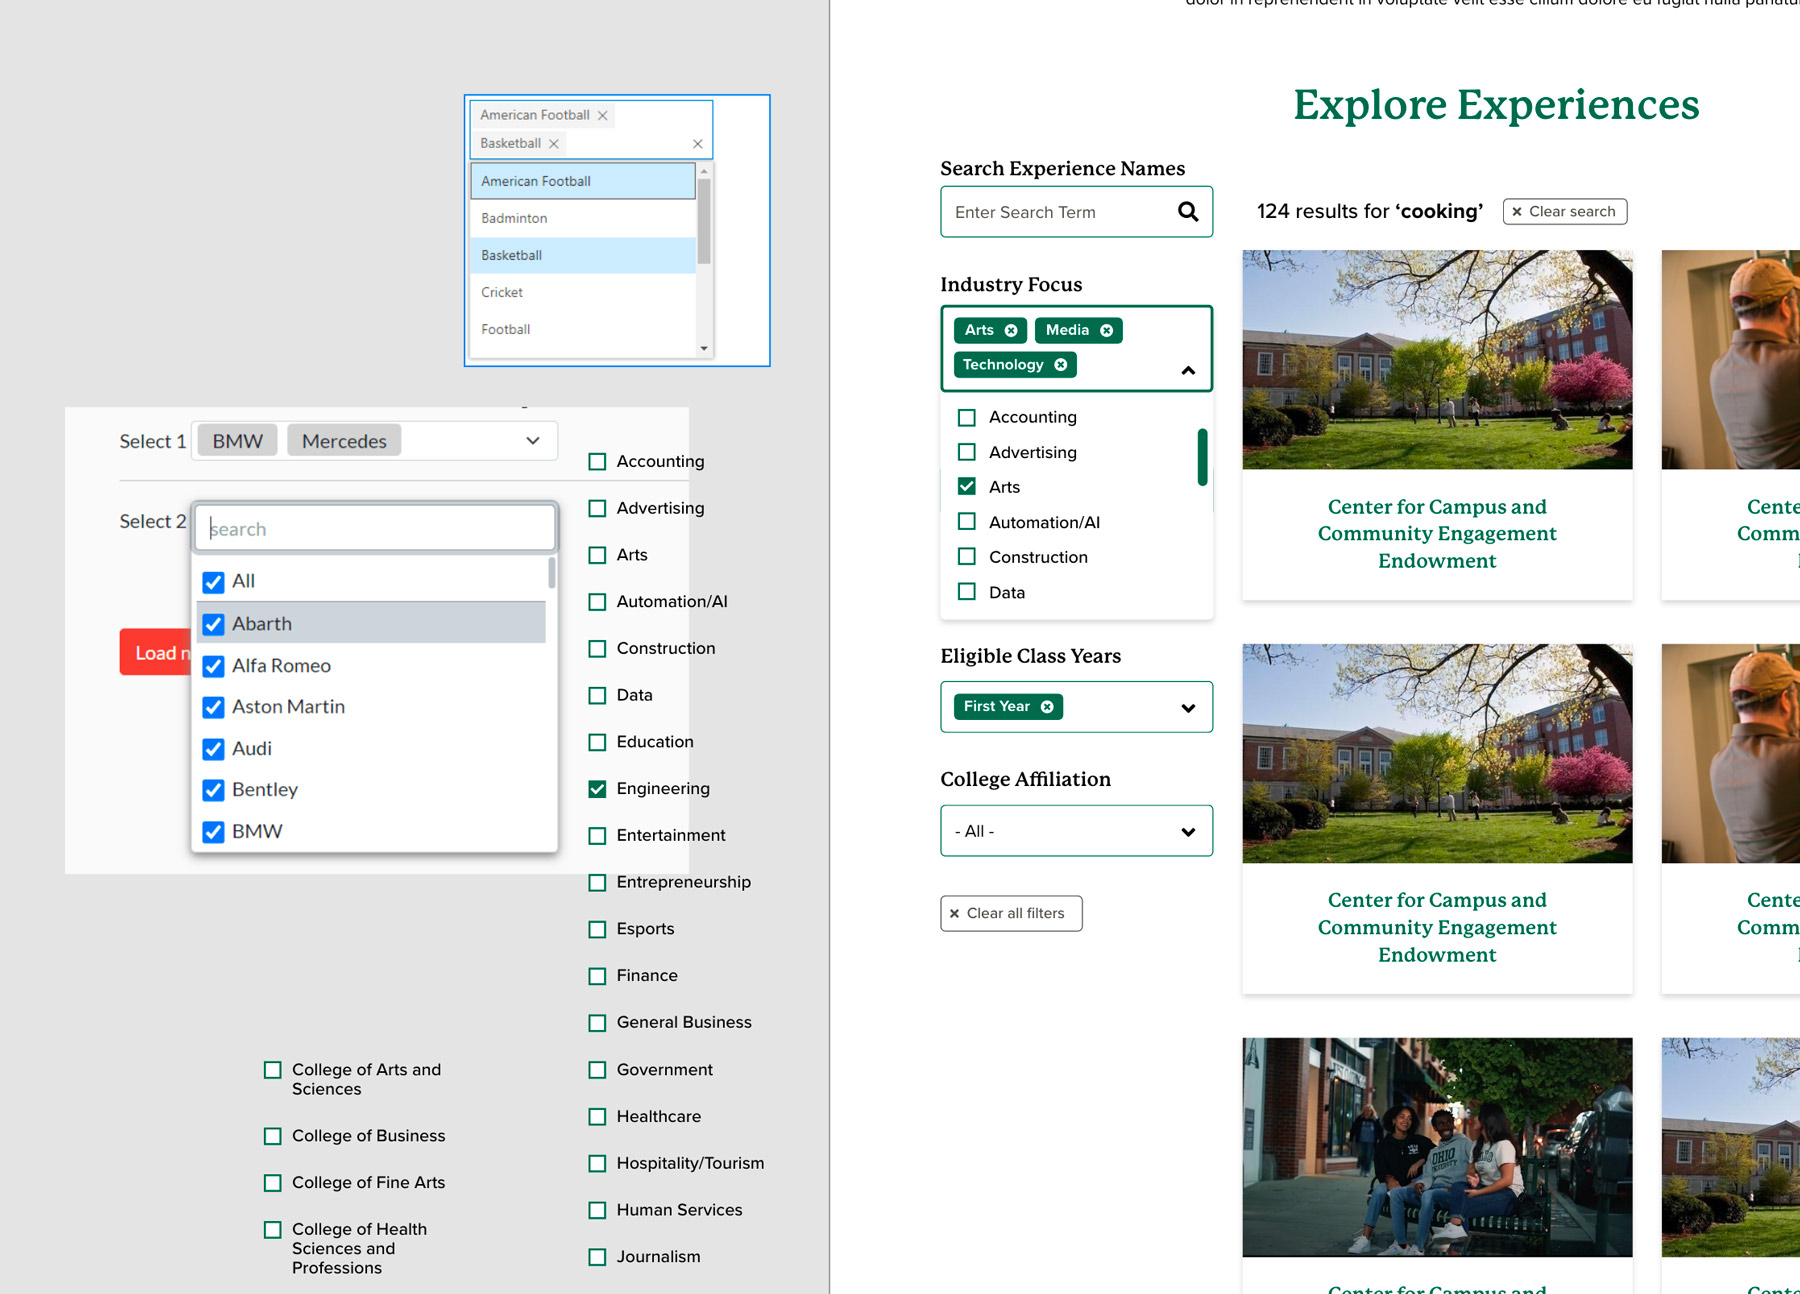 American Football
Basketball
American Football
Badminton
Basketball
Cricket
Football
Select 1
BMW
Mercedes
Select 2
search
All
Abarth
Load n
Alfa Romeo
Aston Martin
Audi
Bentley
BMW
Accounting
Advertising
Arts
Automation/AI
Construction
Data
Education
Engineering
Entertainment
Entrepreneurship
Esports
Finance
General Business
Government
Healthcare
Hospitality/Tourism
Human Services
Journalism
College of Arts and
Sciences
College of Business
College of Fine Arts
College of Health
Sciences and
Professions
dolor in reprehenderit in voluptate velit esse cillum dolore eu fugiat nulla pariatu
Explore Experiences
Search Experience Names
Enter Search Term
124 results for ‘cooking’
Clear search
Industry Focus
Arts
Media
Technology
Accounting
Advertising
Arts
Automation/AI
Construction
Data
Eligible Class Years
First Year
College Affiliation
- All -
Clear all filters
Center for Campus and
Community Engagement
Endowment
Cente
Comm
Center for Campus and
Community Engagement
Endowment
Cente
Comm
OHIO
Center for Campus and
Cente